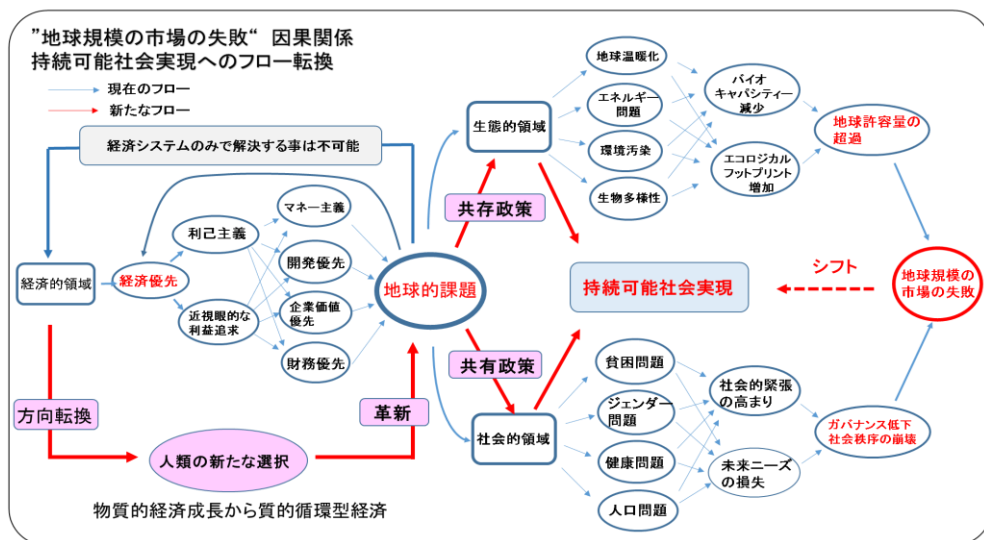 ”地球規模の市場の失敗“ 因果関係
持続可能社会実現へのフロー転換
現在のフロー
新たなフロー
経済システムのみで解決する事は不可能
経済的領域
経済優先
利己主義
近視眼的な
利益追求
マネー主義
開発優先
企業価値
優先
財務優先
地球的課題
方向転換
人類の新たな選択
革新
物質的経済成長から質的循環型経済
共存政策
共有政策
生態的領域
地球温暖化
エネルギー
問題
環境汚染
生物多様性
バイオ
キャパシティー
減少
エコロジカル
フットプリント
増加
地球許容量の
超過
持続可能社会実現
シフト
地球規模の
市場の失敗
社会的領域
貧困問題
ジェンダー
問題
健康問題
人口問題
社会的緊張
の高まり
未来ニーズ
の損失
ガバナンス低下
社会秩序の崩壊